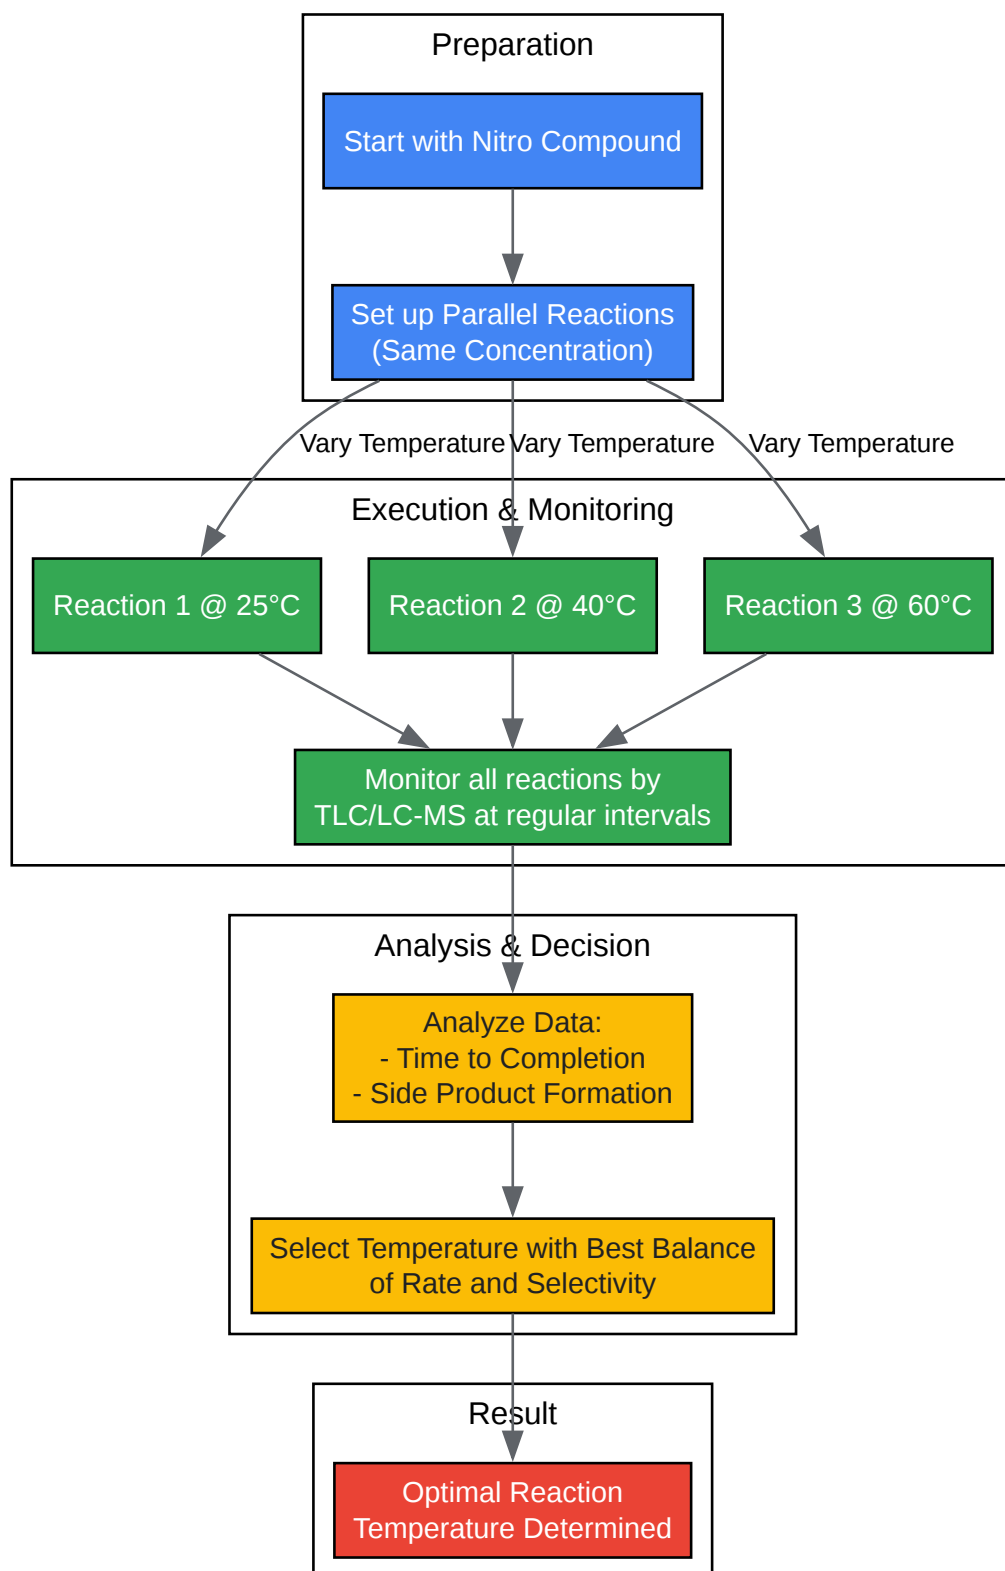 Preparation
Start with Nitro Compound
Set up Parallel Reactions
(Same Concentration)
Vary Temperature
Vary Temperature
Vary Temperature
Execution & Monitoring
Reaction 1 @ 25°C
Reaction 2 @ 40°C
Reaction 3 @ 60°C
Monitor all reactions by
TLC/LC-MS at regular intervals
Analysis & Decision
Analyze Data:
- Time to Completion
- Side Product Formation
Select Temperature with Best Balance
of Rate and Selectivity
Result
Optimal Reaction
Temperature Determined